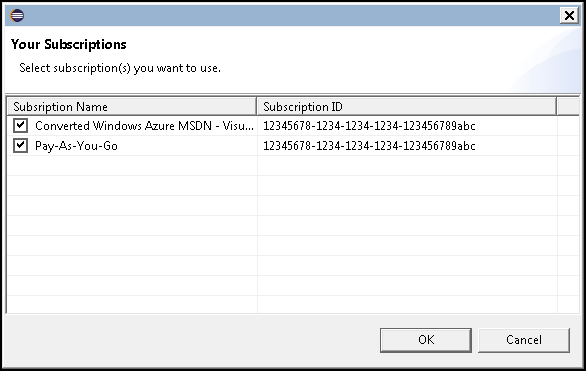 Your Subscriptions
Select subscription(s) you want to use.
Subsription Name Subscription ID
Converted Windows Azure MSDN - Visu... 12345678-1234-1234-1234-123456789abc
Pay-As-You-Go 12345678-1234-1234-1234-123456789abc
OK Cancel